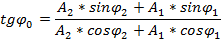 tgφ₀ = (A₂ * sinφ₂ + A₁ * sinφ₁) / (A₂ * cosφ₂ + A₁ * cosφ₁)